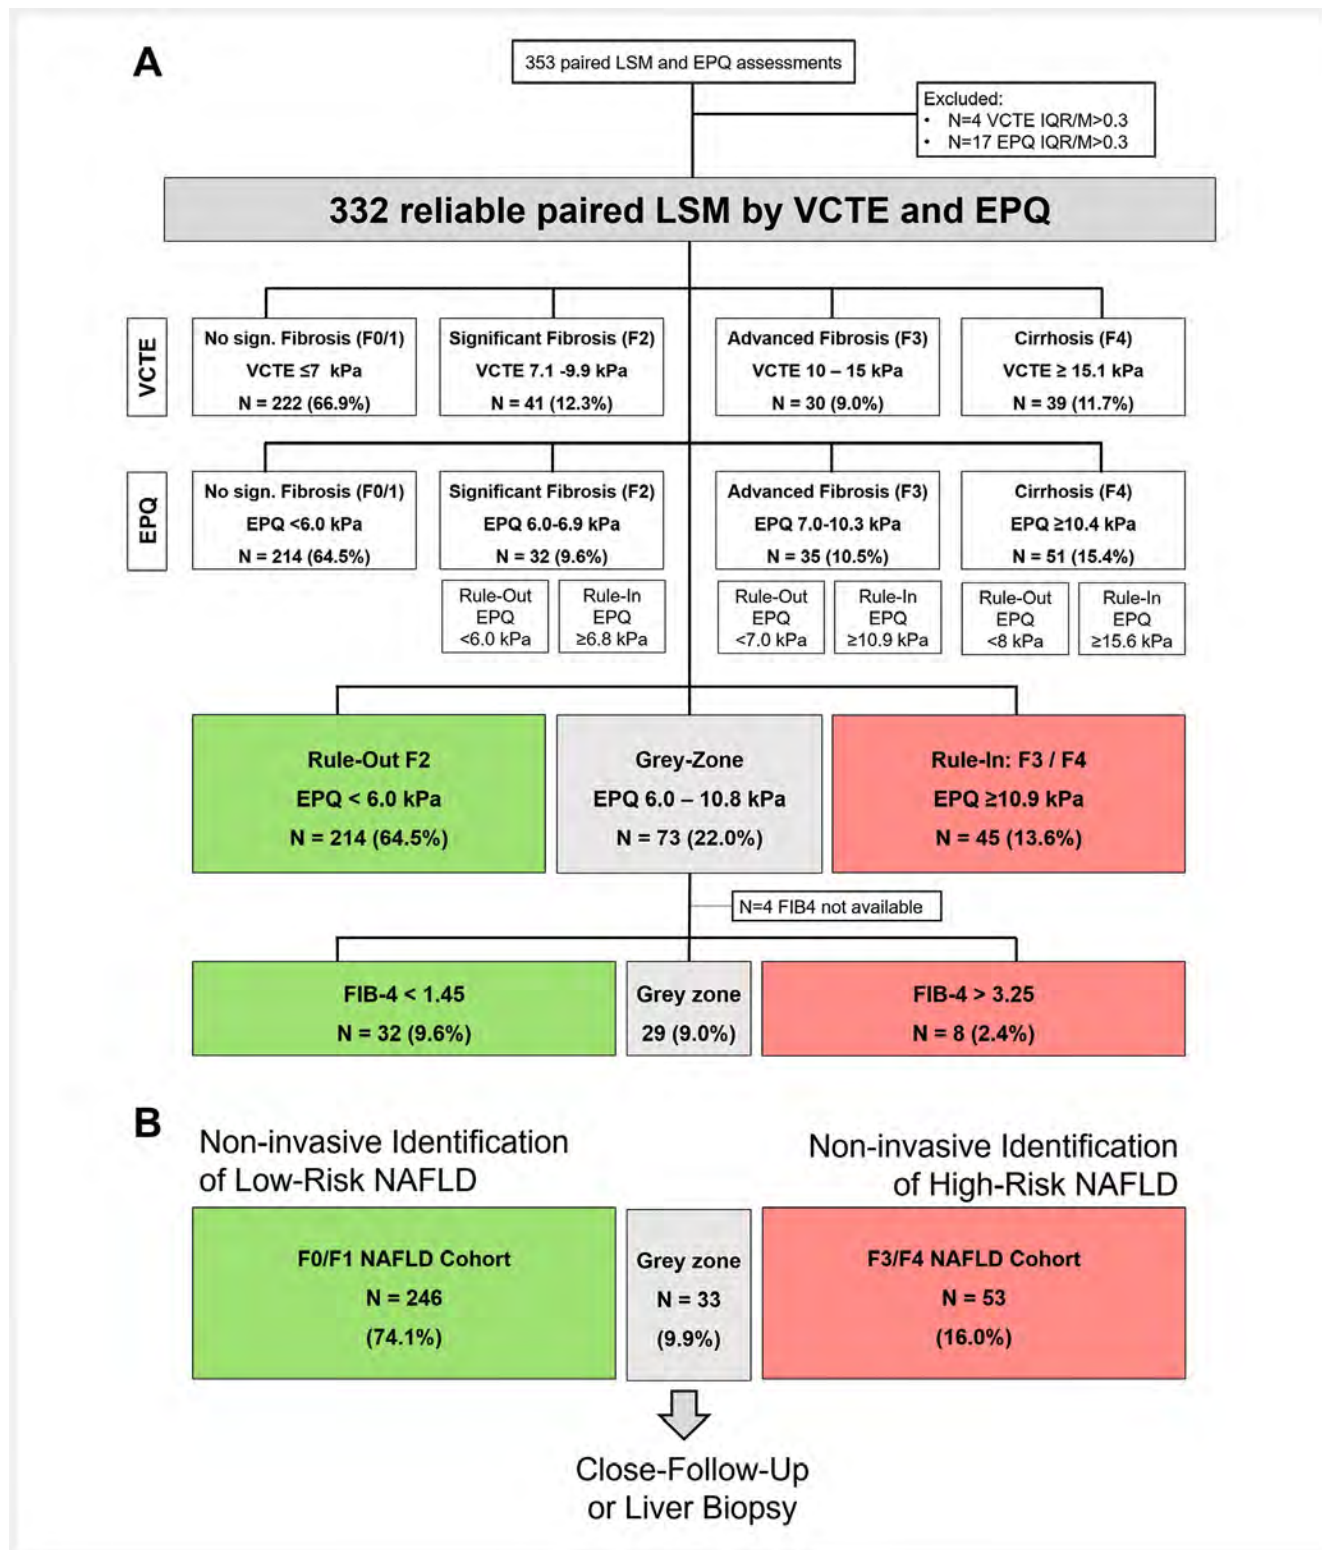 A
353 paired LSM and EPQ assessments
Excluded:
• N=4 VCTE IQR/M>0.3
• N=17 EPQ IQR/M>0.3
332 reliable paired LSM by VCTE and EPQ
VCTE
No sign. Fibrosis (F0/1)
VCTE ≤7 kPa
N = 222 (66.9%)
Significant Fibrosis (F2)
VCTE 7.1 -9.9 kPa
N = 41 (12.3%)
Advanced Fibrosis (F3)
VCTE 10 – 15 kPa
N = 30 (9.0%)
Cirrhosis (F4)
VCTE ≥ 15.1 kPa
N = 39 (11.7%)
EPQ
No sign. Fibrosis (F0/1)
EPQ <6.0 kPa
N = 214 (64.5%)
Significant Fibrosis (F2)
EPQ 6.0-6.9 kPa
N = 32 (9.6%)
Advanced Fibrosis (F3)
EPQ 7.0-10.3 kPa
N = 35 (10.5%)
Cirrhosis (F4)
EPQ ≥10.4 kPa
N = 51 (15.4%)
Rule-Out
EPQ
<6.0 kPa
Rule-In
EPQ
≥6.8 kPa
Rule-Out
EPQ
<7.0 kPa
Rule-In
EPQ
≥10.9 kPa
Rule-Out
EPQ
<8 kPa
Rule-In
EPQ
≥15.6 kPa
Rule-Out F2
EPQ < 6.0 kPa
N = 214 (64.5%)
Grey-Zone
EPQ 6.0 – 10.8 kPa
N = 73 (22.0%)
Rule-In: F3 / F4
EPQ ≥10.9 kPa
N = 45 (13.6%)
N=4 FIB4 not available
FIB-4 < 1.45
N = 32 (9.6%)
Grey zone
29 (9.0%)
FIB-4 > 3.25
N = 8 (2.4%)
B
Non-invasive Identification
of Low-Risk NAFLD
Non-invasive Identification
of High-Risk NAFLD
F0/F1 NAFLD Cohort
N = 246
(74.1%)
Grey zone
N = 33
(9.9%)
F3/F4 NAFLD Cohort
N = 53
(16.0%)
Close-Follow-Up
or Liver Biopsy